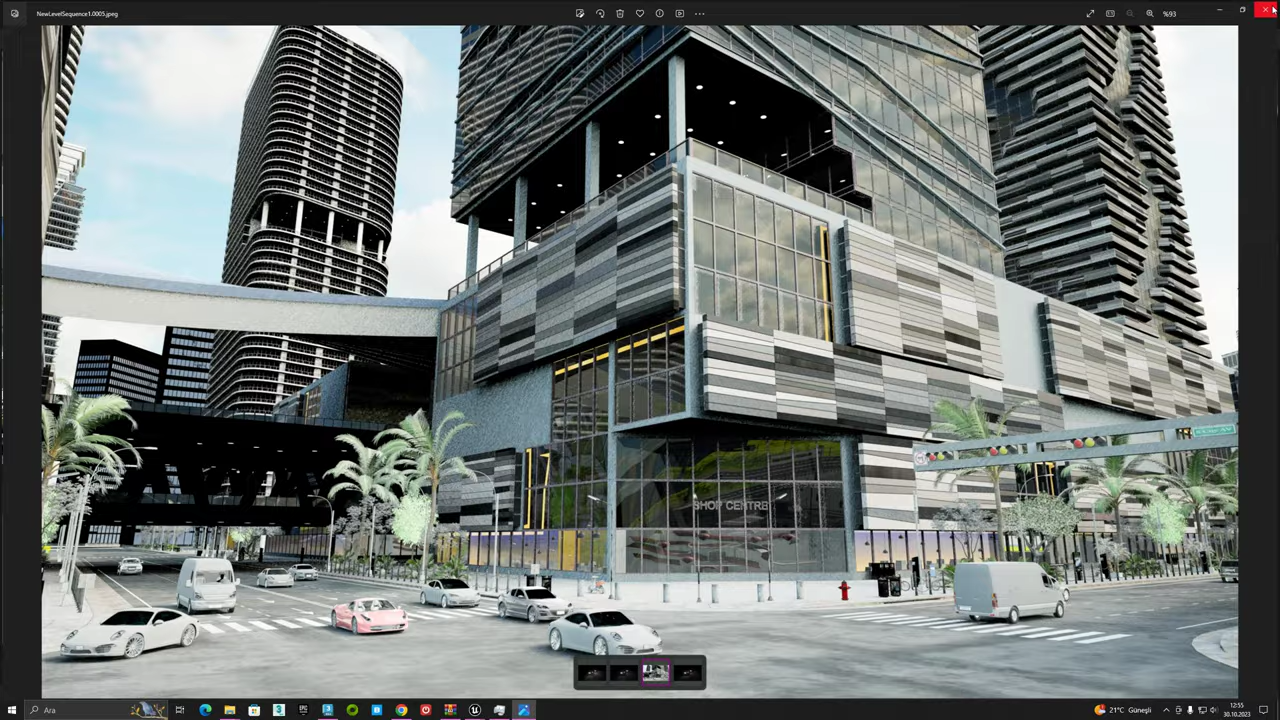 NewLevelSequence1.0005.jpeg
%93
SHOP CENTRE
Ara
21°C Güneşli
12:55
30.10.2023